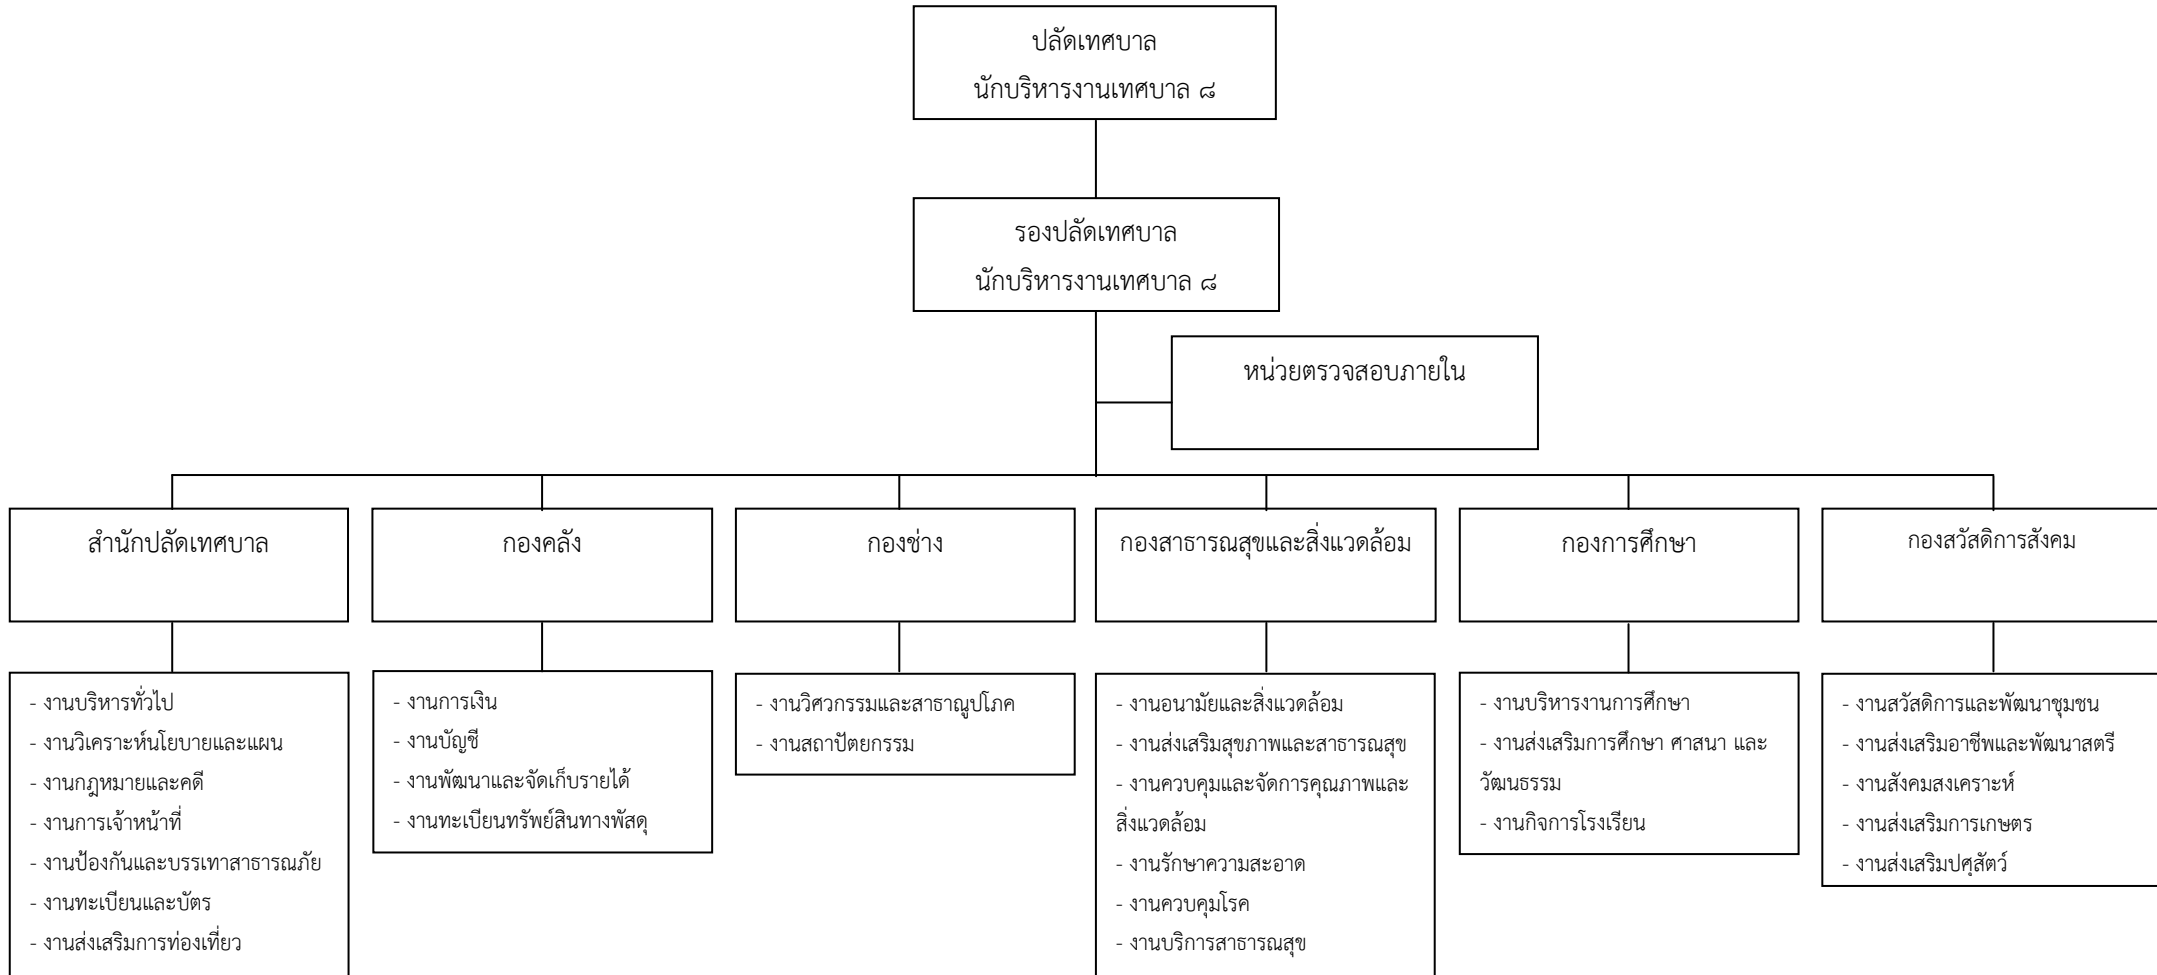 ปลัดเทศบาล
นักบริหารงานเทศบาล ๘
รองปลัดเทศบาล
นักบริหารงานเทศบาล ๘
หน่วยตรวจสอบภายใน
สำนักปลัดเทศบาล
กองคลัง
กองช่าง
กองสาธารณสุขและสิ่งแวดล้อม
กองการศึกษา
กองสวัสดิการสังคม
- งานบริหารทั่วไป
- งานวิเคราะห์นโยบายและแผน
- งานกฎหมายและคดี
- งานการเจ้าหน้าที่
- งานป้องกันและบรรเทาสาธารณภัย
- งานทะเบียนและบัตร
- งานส่งเสริมการท่องเที่ยว
- งานการเงิน
- งานบัญชี
- งานพัฒนาและจัดเก็บรายได้
- งานทะเบียนทรัพย์สินทางพัสดุ
- งานวิศวกรรมและสาธาณูปโภค
- งานสถาปัตยกรรม
- งานอนามัยและสิ่งแวดล้อม
- งานส่งเสริมสุขภาพและสาธารณสุข
- งานควบคุมและจัดการคุณภาพและ
สิ่งแวดล้อม
- งานรักษาความสะอาด
- งานควบคุมโรค
- งานบริการสาธารณสุข
- งานบริหารงานการศึกษา
- งานส่งเสริมการศึกษา ศาสนา และ
วัฒนธรรม
- งานกิจการโรงเรียน
- งานสวัสดิการและพัฒนาชุมชน
- งานส่งเสริมอาชีพและพัฒนาสตรี
- งานสังคมสงเคราะห์
- งานส่งเสริมการเกษตร
- งานส่งเสริมปศุสัตว์